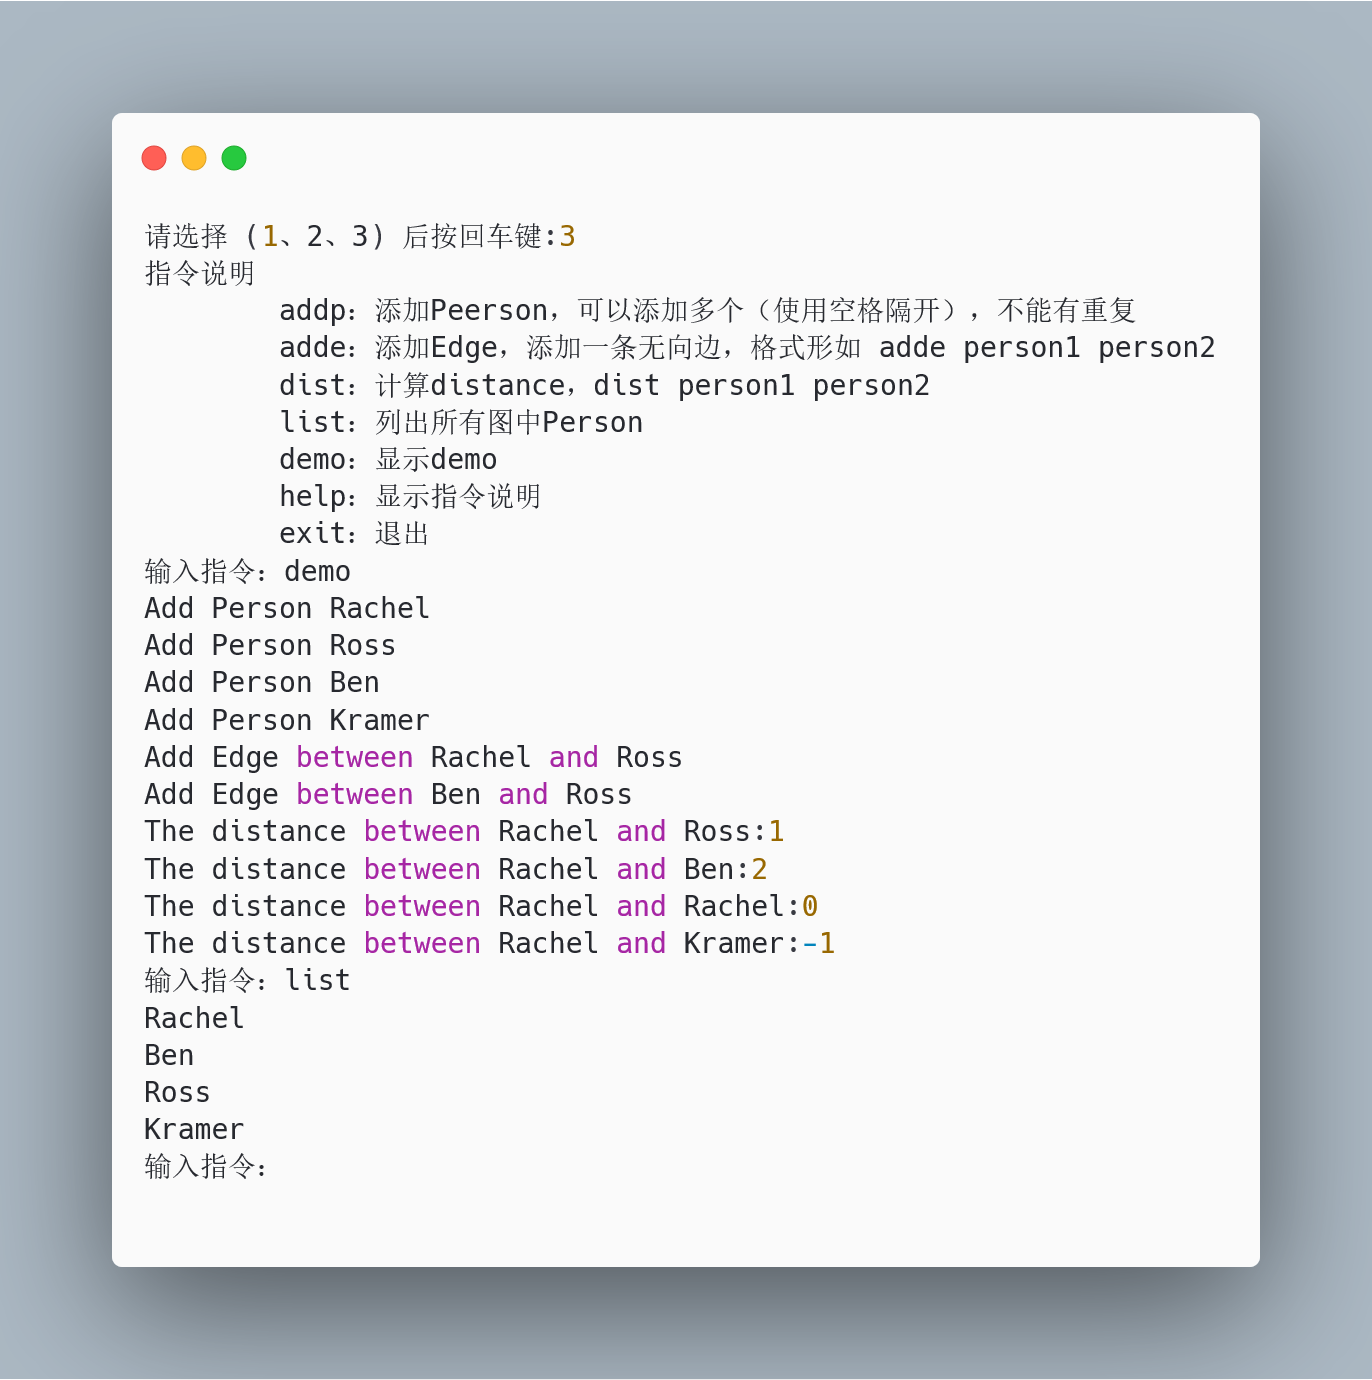 请选择 (1、2、3) 后按回车键:3
指令说明
addp：添加Peerson，可以添加多个（使用空格隔开），不能有重复
adde：添加Edge，添加一条无向边，格式形如 adde person1 person2
dist：计算distance，dist person1 person2
list：列出所有图中Person
demo：显示demo
help：显示指令说明
exit：退出
输入指令：demo
Add Person Rachel
Add Person Ross
Add Person Ben
Add Person Kramer
Add Edge between Rachel and Ross
Add Edge between Ben and Ross
The distance between Rachel and Ross:1
The distance between Rachel and Ben:2
The distance between Rachel and Rachel:0
The distance between Rachel and Kramer:-1
输入指令：list
Rachel
Ben
Ross
Kramer
输入指令：